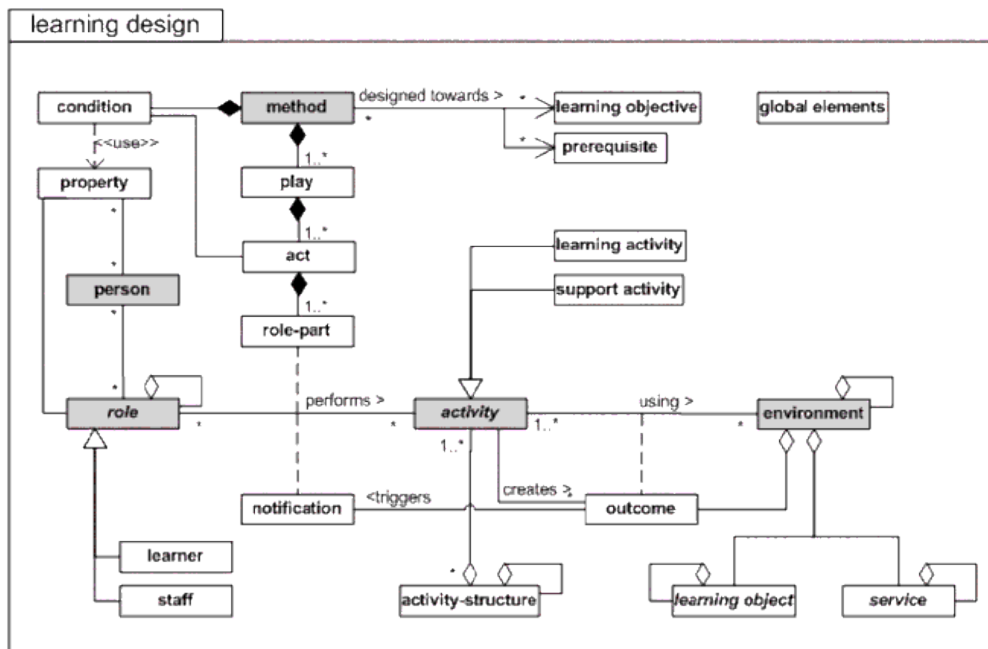 learning design
condition
method
designed towards >
*
*
learning objective
global elements
<<use>>
*
prerequisite
1..*
property
play
*
1..*
act
learning activity
*
person
support activity
*
1..*
role-part
*
role
*
performs >
*
activity
1..*
using >
*
environment
1..*
notification
<triggers
creates >
*
outcome
learner
staff
*
activity-structure
learning object
service